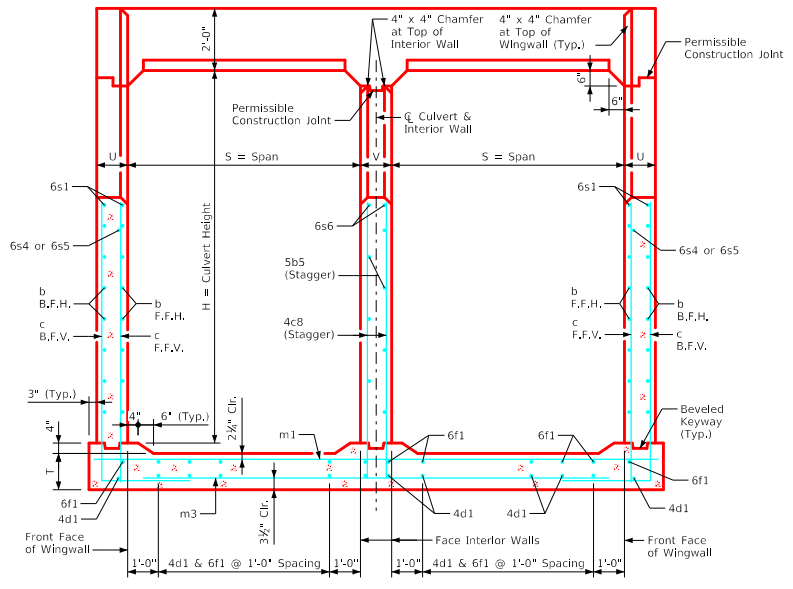 4" x 4" Chamfer
at Top of
Interior Wall
4" x 4" Chamfer
at Top of
Wingwall (Typ.)
Permissible
Construction Joint
2'-0"
6"
6"
Permissible
Construction Joint
℄ Culvert &
Interior Wall
U
S = Span
V
S = Span
U
6s1
6s1
6s4 or 6s5
6s6
6s4 or 6s5
H = Culvert Height
5b5
(Stagger)
b
B.F.H.
b
F.F.H.
b
F.F.H.
b
B.F.H.
c
B.F.V.
c
F.F.V.
4c8
(Stagger)
c
F.F.V.
c
B.F.V.
3" (Typ.)
4"
6" (Typ.)
2¼" Clr.
4"
m1
6f1
6f1
Beveled
Keyway
(Typ.)
T
6f1
6f1
4d1
m3
3½" Clr.
4d1
4d1
4d1
Front Face
of Wingwall
Face Interior Walls
Front Face
of Wingwall
1'-0"
4d1 & 6f1 @ 1'-0" Spacing
1'-0"
1'-0"
4d1 & 6f1 @ 1'-0" Spacing
1'-0"